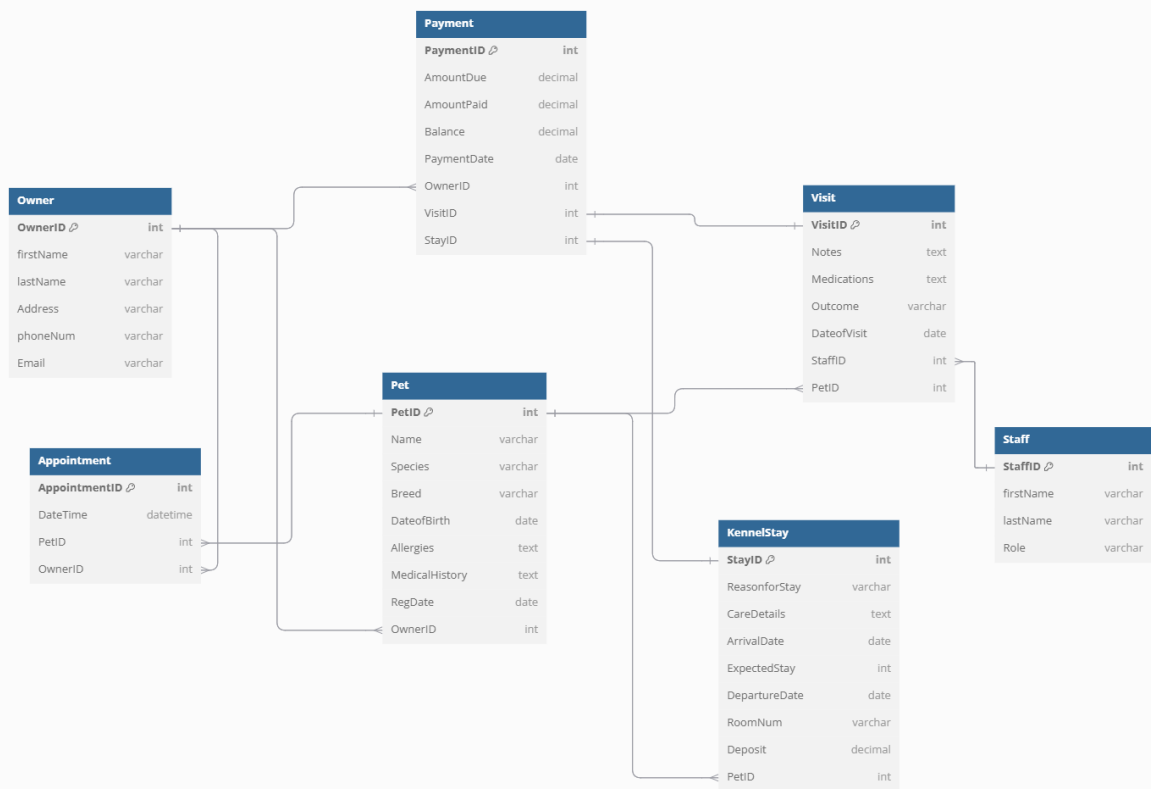 Payment
PaymentID int
AmountDue decimal
AmountPaid decimal
Balance decimal
PaymentDate date
OwnerID int
VisitID int
StayID int
Owner
OwnerID int
firstName varchar
lastName varchar
Address varchar
phoneNum varchar
Email varchar
Visit
VisitID int
Notes text
Medications text
Outcome varchar
DateofVisit date
StaffID int
PetID int
Pet
PetID int
Name varchar
Species varchar
Breed varchar
DateofBirth date
Allergies text
MedicalHistory text
RegDate date
OwnerID int
Appointment
AppointmentID int
DateTime datetime
PetID int
OwnerID int
Staff
StaffID int
firstName varchar
lastName varchar
Role varchar
KennelStay
StayID int
ReasonforStay varchar
CareDetails text
ArrivalDate date
ExpectedStay int
DepartureDate date
RoomNum varchar
Deposit decimal
PetID int